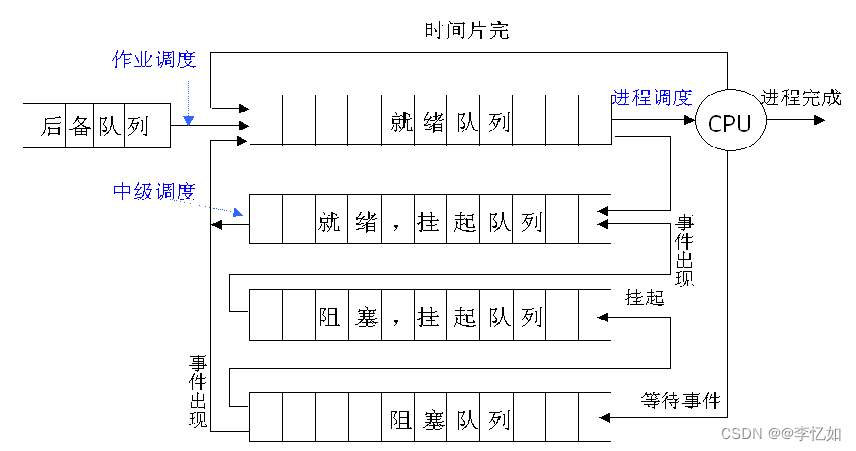 时间片完
作业调度
后备队列
就绪队列
进程调度
CPU
进程完成
中级调度
就绪，挂起队列
事件出现
阻塞，挂起队列
挂起
事件出现
阻塞队列
等待事件
CSDN @@李忆如